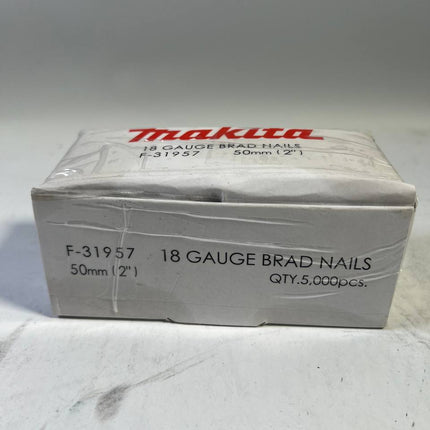 makita
18 GAUGE BRAD NAILS
F-31957 50mm (2")
F-31957 18 GAUGE BRAD NAILS
50mm (2") QTY.5,000pcs.